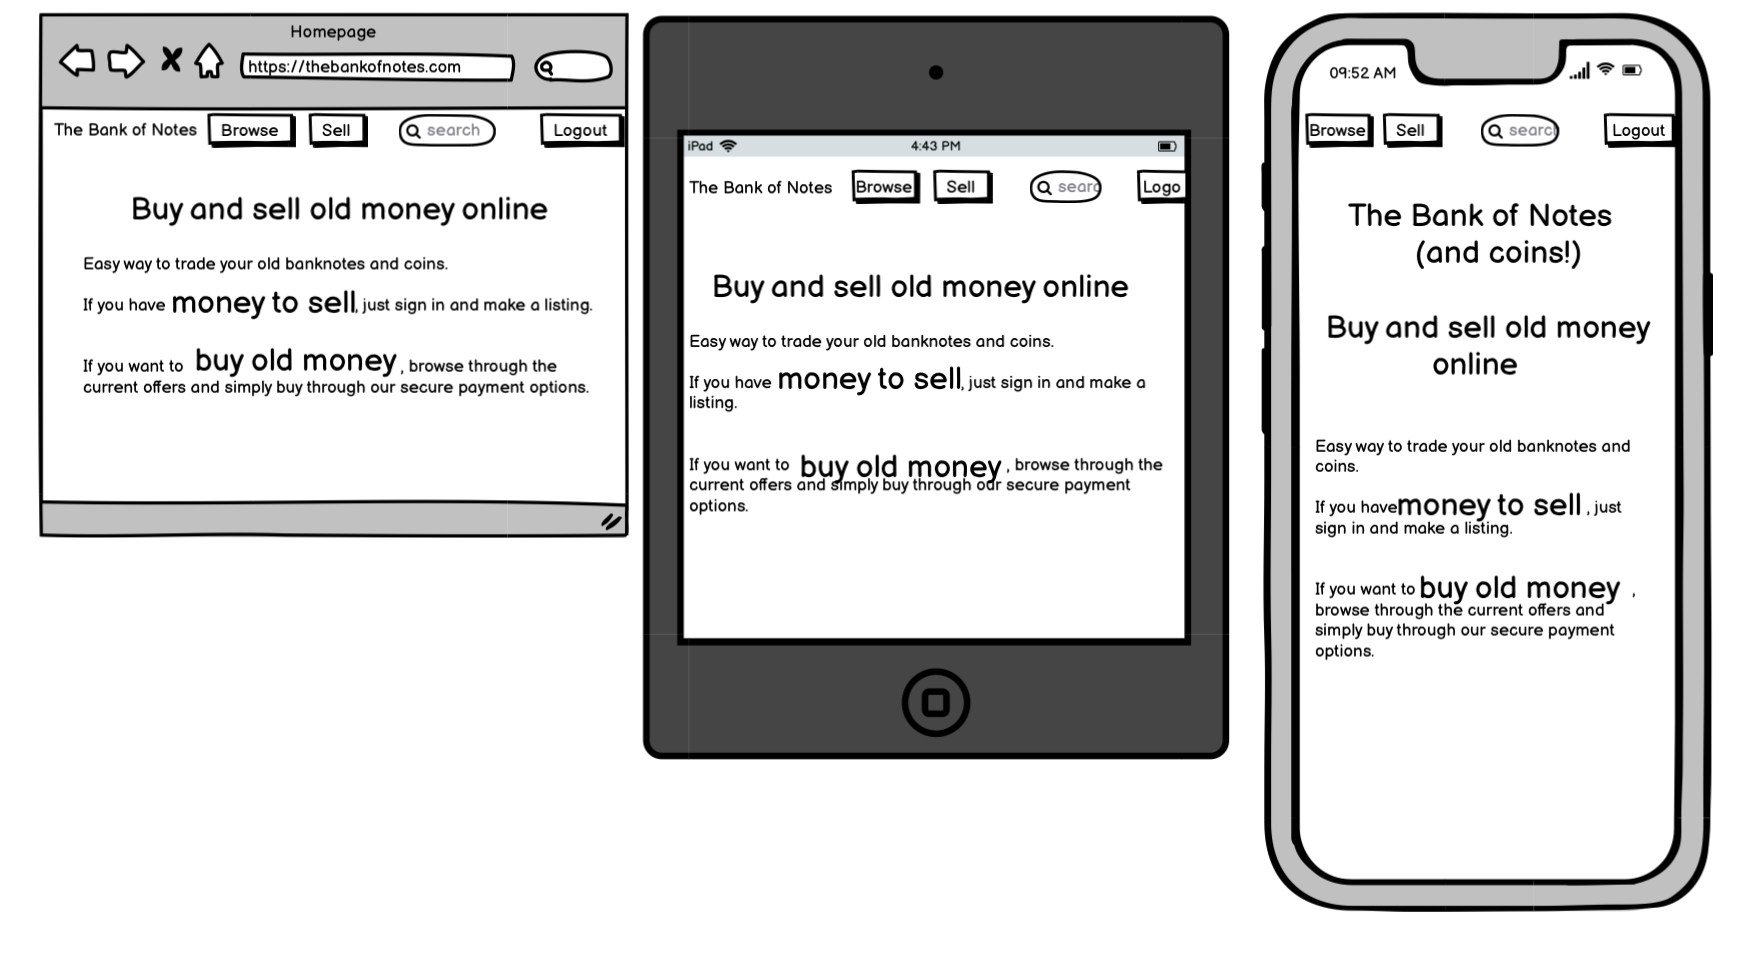 Homepage
https://thebankofnotes.com
The Bank of Notes Browse Sell search Logout
Buy and sell old money online
Easy way to trade your old banknotes and coins.
If you have money to sell, just sign in and make a listing.
If you want to buy old money, browse through the
current offers and simply buy through our secure payment options.
iPad 4:43 PM
The Bank of Notes Browse Sell searc Logo
Buy and sell old money online
Easy way to trade your old banknotes and coins.
If you have money to sell, just sign in and make a
listing.
If you want to buy old money, browse through the
current offers and simply buy through our secure payment
options.
09:52 AM
Browse Sell searc Logout
The Bank of Notes
(and coins!)
Buy and sell old money
online
Easy way to trade your old banknotes and
coins.
If you have money to sell, just
sign in and make a listing.
If you want to buy old money ,
browse through the current offers and
simply buy through our secure payment
options.